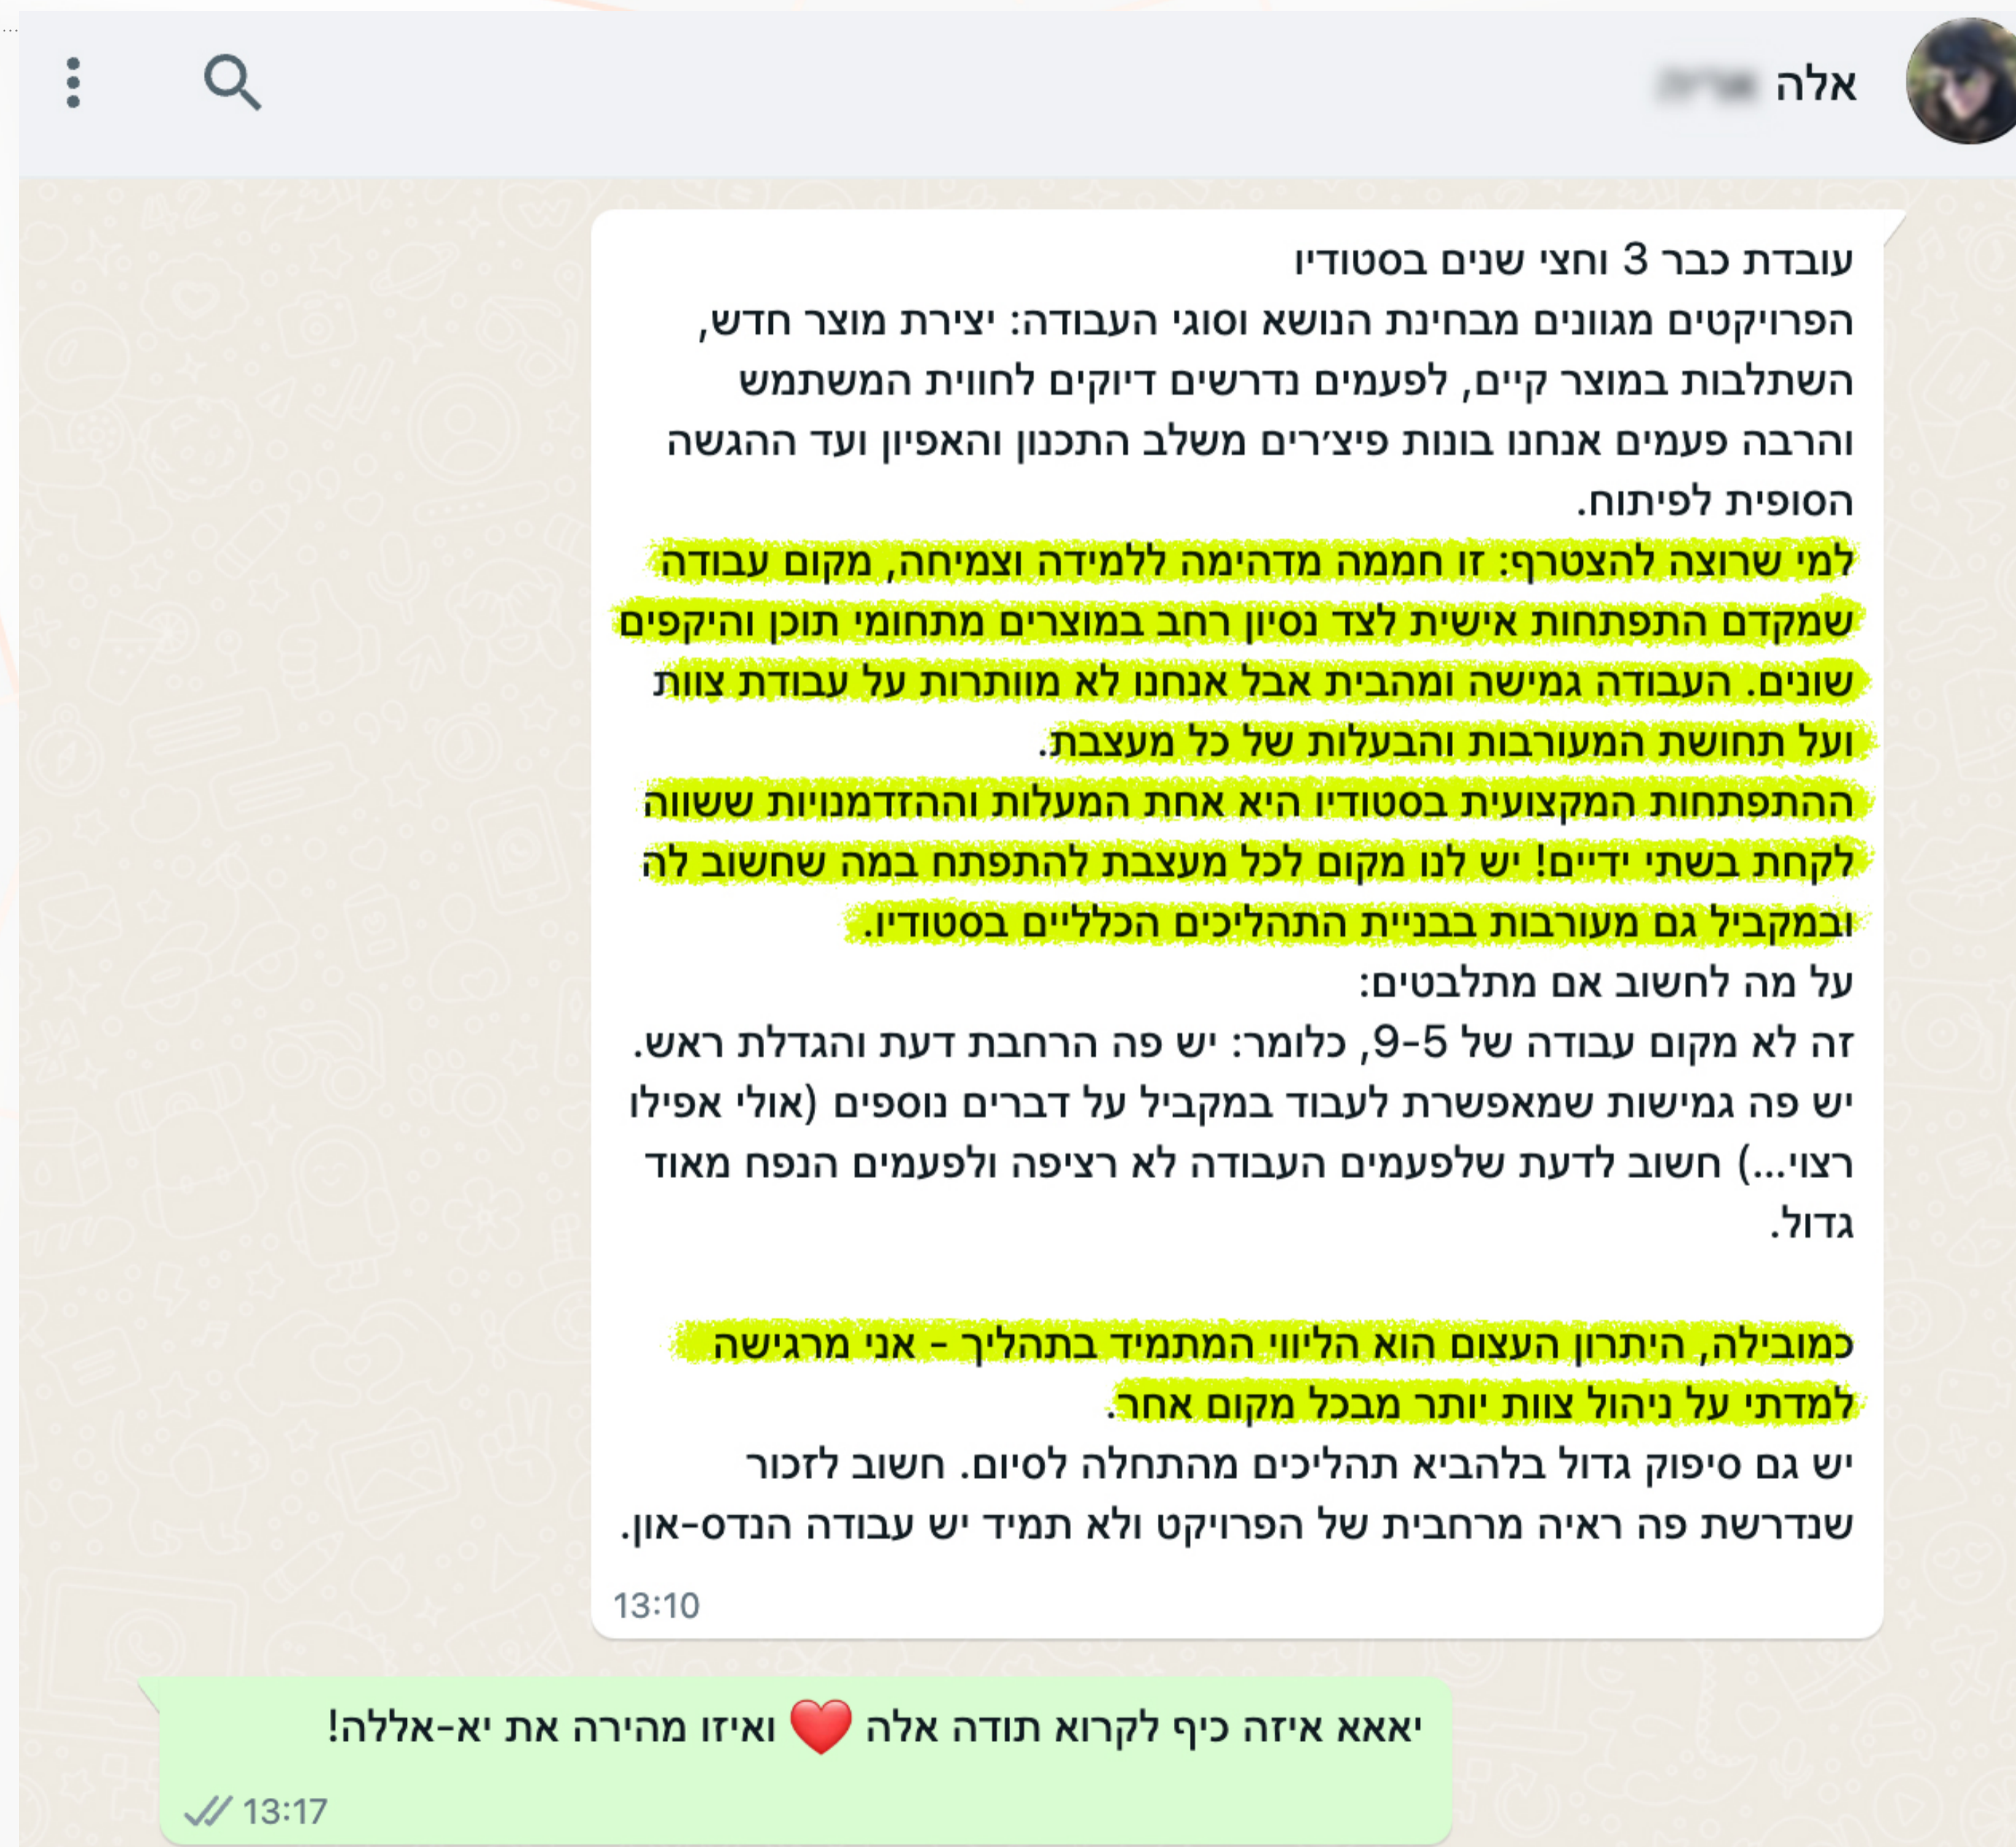 אלה
עובדת כבר 3 וחצי שנים בסטודיו
הפרויקטים מגוונים מבחינת הנושא וסוגי העבודה: יצירת מוצר חדש,
השתלבות במוצר קיים, לפעמים נדרשים דיוקים לחווית המשתמש
והרבה פעמים אנחנו בונות פיצ׳רים משלב התכנון והאפיון ועד ההגשה
הסופית לפיתוח.
למי שרוצה להצטרף: זו חממה מדהימה ללמידה וצמיחה, מקום עבודה
שמקדם התפתחות אישית לצד נסיון רחב במוצרים מתחומי תוכן והיקפים
שונים. העבודה גמישה ומהבית אבל אנחנו לא מוותרות על עבודת צוות
ועל תחושת המעורבות והבעלות של כל מעצבת.
ההתפתחות המקצועית בסטודיו היא אחת המעלות וההזדמנויות ששווה
לקחת בשתי ידיים! יש לנו מקום לכל מעצבת להתפתח במה שחשוב לה
ובמקביל גם מעורבות בבניית התהליכים הכלליים בסטודיו.
על מה לחשוב אם מתלבטים:
זה לא מקום עבודה של 9-5, כלומר: יש פה הרחבת דעת והגדלת ראש.
יש פה גמישות שמאפשרת לעבוד במקביל על דברים נוספים (אולי אפילו
רצוי...) חשוב לדעת שלפעמים העבודה לא רציפה ולפעמים הנפח מאוד
גדול.
כמובילה, היתרון העצום הוא הליווי המתמיד בתהליך - אני מרגישה
למדתי על ניהול צוות יותר מבכל מקום אחר.
יש גם סיפוק גדול בלהביא תהליכים מהתחלה לסיום. חשוב לזכור
שנדרשת פה ראיה מרחבית של הפרויקט ולא תמיד יש עבודה הנדס-און.
13:10
יאאא איזה כיף לקרוא תודה אלה ❤️ ואיזו מהירה את יא-אללה!
13:17